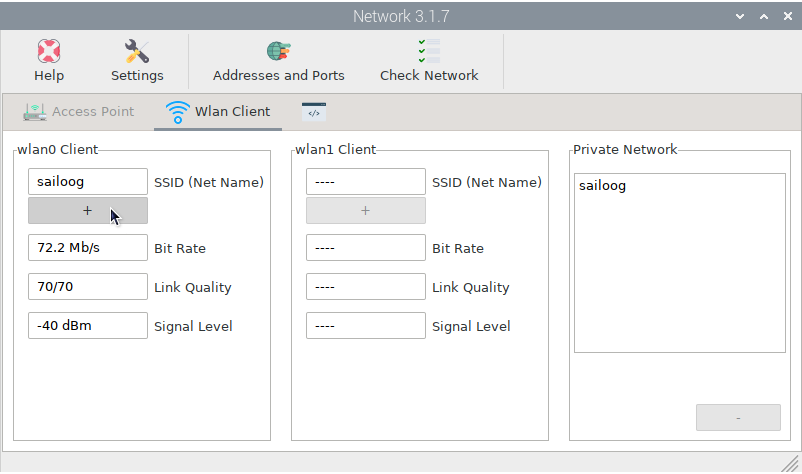 Network 3.1.7
Help
Settings
Addresses and Ports
Check Network
Access Point
Wlan Client
</>
wlan0 Client
sailoog
SSID (Net Name)
+
72.2 Mb/s
Bit Rate
70/70
Link Quality
-40 dBm
Signal Level
wlan1 Client
----
SSID (Net Name)
+
----
Bit Rate
----
Link Quality
----
Signal Level
Private Network
sailoog
-